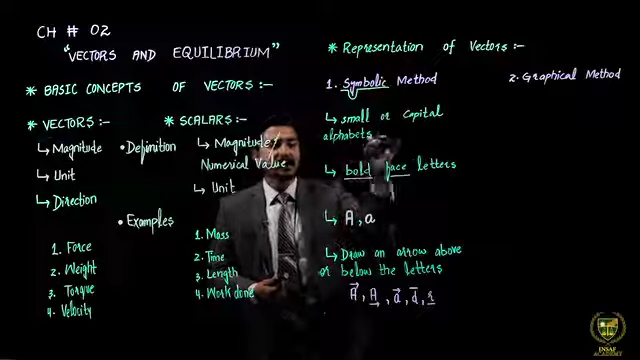 CH # 02
"VECTORS AND EQUILIBRIUM"
* BASIC CONCEPTS OF VECTORS :-
* VECTORS :-
↳ Magnitude
↳ Unit
↳ Direction
• Definition
• Examples
1. Force
2. Weight
3. Torque
4. Velocity
* SCALARS :-
↳ Magnitude/
Numerical Value
↳ Unit
1. Mass
2. Time
3. Length
4. Work done
* Representation of Vectors :-
1. Symbolic Method
↳ Small or Capital
alphabets
↳ bold face letters
↳ A, a
↳ Draw an arrow above
or below the letters
2. Graphical Method
INSAF
ACADEMY